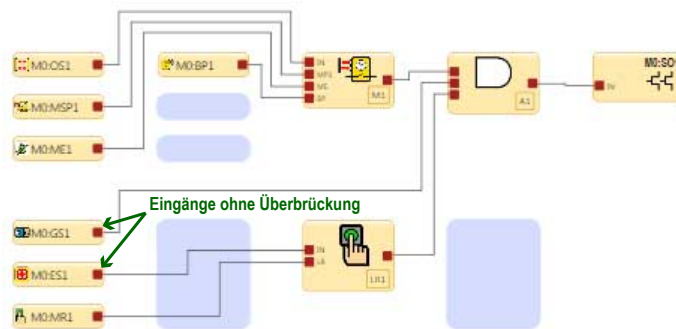 M0:OS1
M0:BP1
M0:MSP1
M0:ME1
IN
MPS
ME
BP
M1
A1
M0:SO
IN
Eingänge ohne Überbrückung
M0:GS1
M0:ES1
M0:MR1
IN
LR
LR1